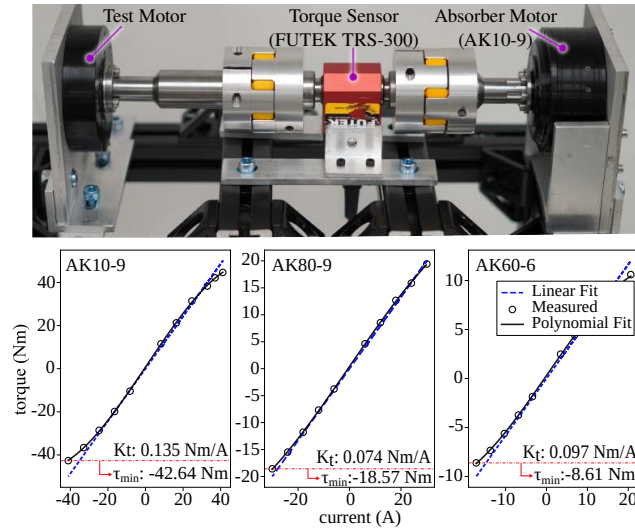 Test Motor
Torque Sensor
(FUTEK TRS-300)
Absorber Motor
(AK10-9)
FUTEK
torque (Nm)
AK10-9
40
20
0
-20
-40
Kt: 0.135 Nm/A
τmin: -42.64 Nm
-40 -20 0 20 40
AK80-9
20
15
10
5
0
-5
-10
-15
-20
Kt: 0.074 Nm/A
τmin: -18.57 Nm
-20 0 20
AK60-6
10
5
0
-5
-10
Linear Fit
Measured
Polynomial Fit
Kt: 0.097 Nm/A
τmin: -8.61 Nm
-10 0 10 20
current (A)